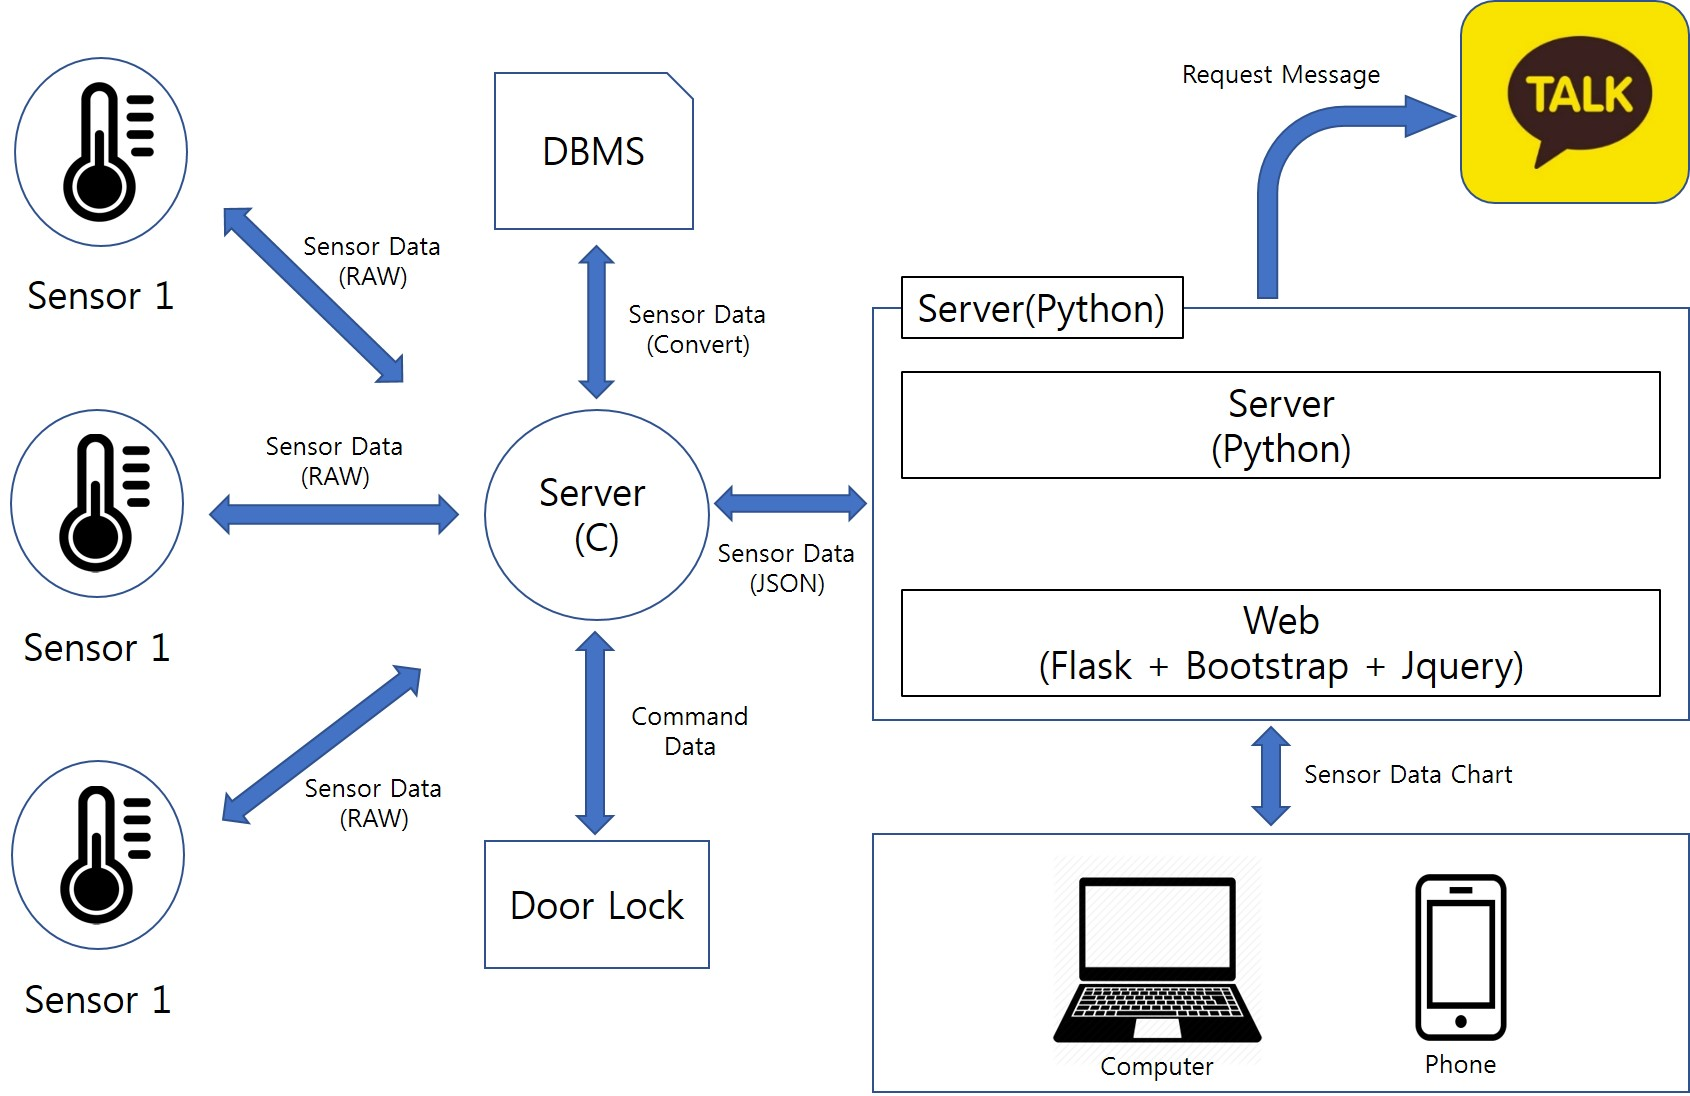 Sensor 1
Sensor Data
(RAW)
Sensor 1
Sensor Data
(RAW)
Sensor 1
Sensor Data
(RAW)
DBMS
Sensor Data
(Convert)
Server
(C)
Sensor Data
(JSON)
Command
Data
Door Lock
Request Message
TALK
Server(Python)
Server
(Python)
Web
(Flask + Bootstrap + Jquery)
Sensor Data Chart
Computer
Phone